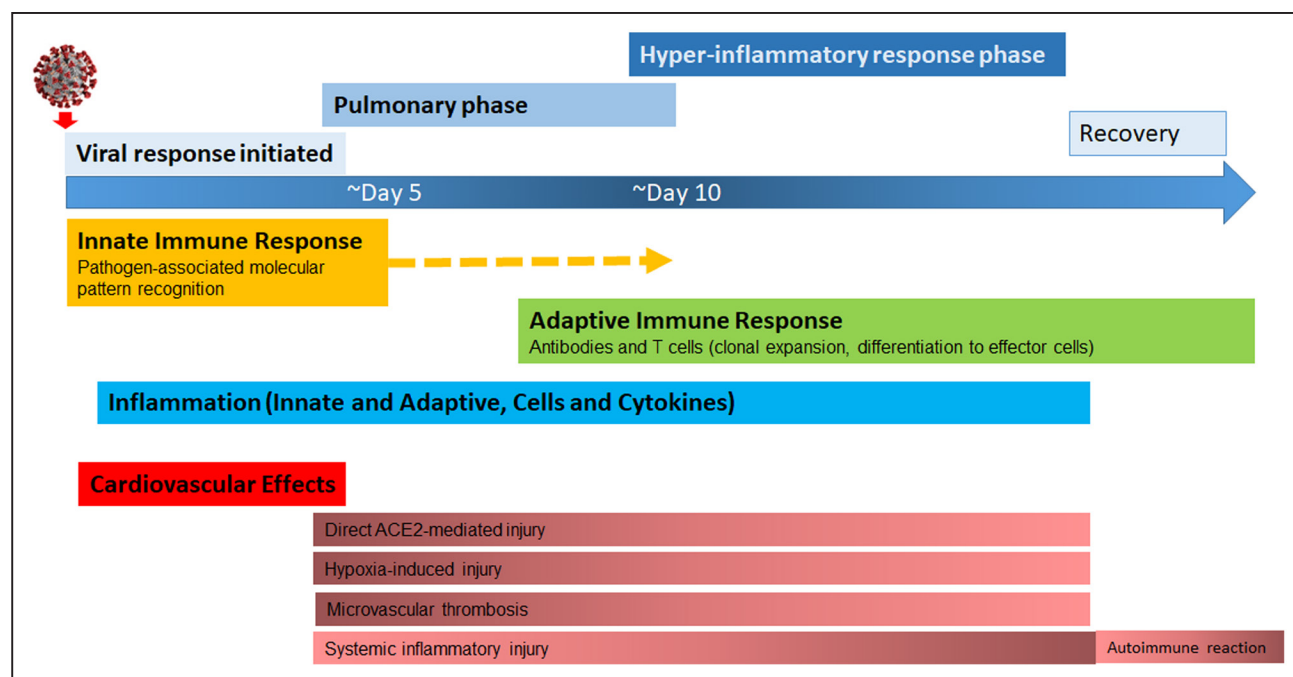 Hyper-inflammatory response phase
Pulmonary phase
Recovery
Viral response initiated
~Day 5
~Day 10
Innate Immune Response
Pathogen-associated molecular
pattern recognition
Adaptive Immune Response
Antibodies and T cells (clonal expansion, differentiation to effector cells)
Inflammation (Innate and Adaptive, Cells and Cytokines)
Cardiovascular Effects
Direct ACE2-mediated injury
Hypoxia-induced injury
Microvascular thrombosis
Systemic inflammatory injury
Autoimmune reaction